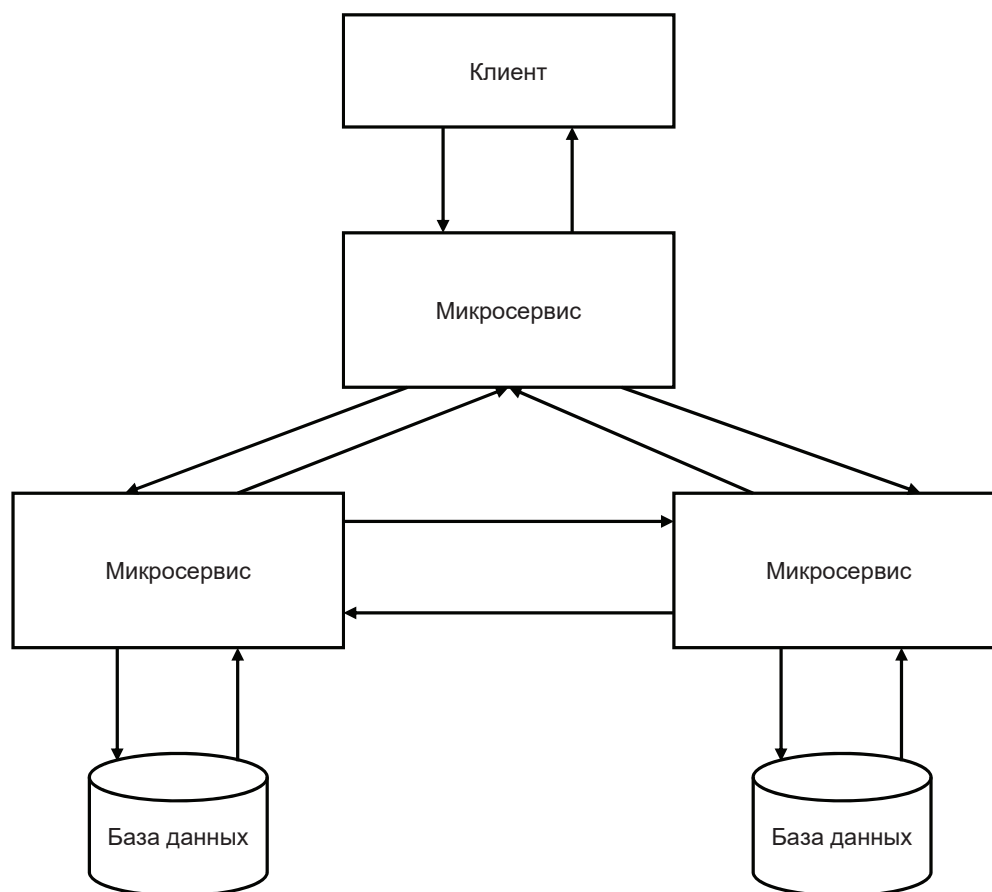 Клиент
Микросервис
Микросервис
Микросервис
База данных
База данных